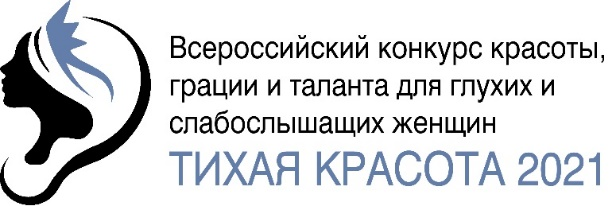 Всероссийский конкурс красоты,
грации и таланта для глухих и
слабослышащих женщин
ТИХАЯ КРАСОТА 2021